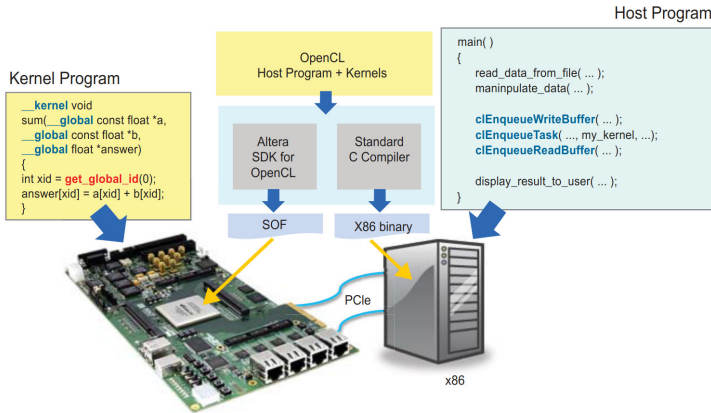 Host Program
Kernel Program
__kernel void
sum(__global const float *a,
__global const float *b,
__global float *answer)
{
int xid = get_global_id(0);
answer[xid] = a[xid] + b[xid];
}
OpenCL
Host Program + Kernels
Altera
SDK for
OpenCL
Standard
C Compiler
SOF
X86 binary
main( )
{
read_data_from_file( ... );
maninpulate_data( ... );
clEnqueueWriteBuffer( ... );
clEnqueueTask( ..., my_kernel, ...);
clEnqueueReadBuffer( ... );
display_result_to_user( ... );
}
PCIe
x86